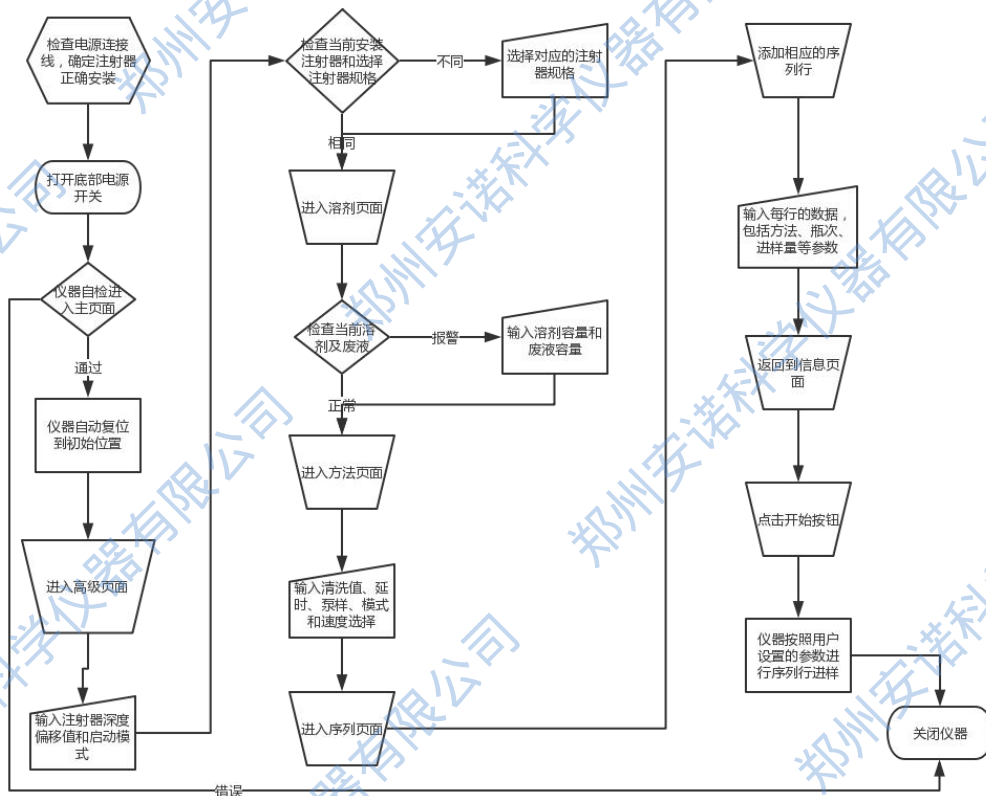 检查电源连接
线，确定注射器
正确安装
打开底部电源
开关
仪器自检进
入主页面
通过
仪器自动复位
到初始位置
进入高级页面
输入注射器深度
偏移值和启动模
式
错误
检查当前安装
注射器和选择
注射器规格
不同
选择对应的注射
器规格
相同
进入溶剂页面
检查当前溶
剂及废液
报警
输入溶剂容量和
废液容量
正常
进入方法页面
输入清洗值、延
时、泵样、模式
和速度选择
进入序列页面
添加相应的序
列行
输入每行的数据，
包括方法、瓶次、
进样量等参数
返回到信息页
面
点击开始按钮
仪器按照用户
设置的参数进
行序列行进样
关闭仪器
郑州安诺科学仪器有限公司